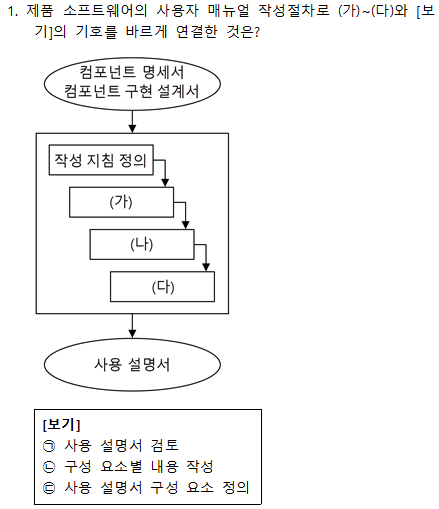 1. 제품 소프트웨어의 사용자 매뉴얼 작성절차로 (가)~(다)와 [보
기]의 기호를 바르게 연결한 것은?
컴포넌트 명세서
컴포넌트 구현 설계서
작성 지침 정의
(가)
(나)
(다)
사용 설명서
[보기]
㉠ 사용 설명서 검토
㉡ 구성 요소별 내용 작성
㉢ 사용 설명서 구성 요소 정의